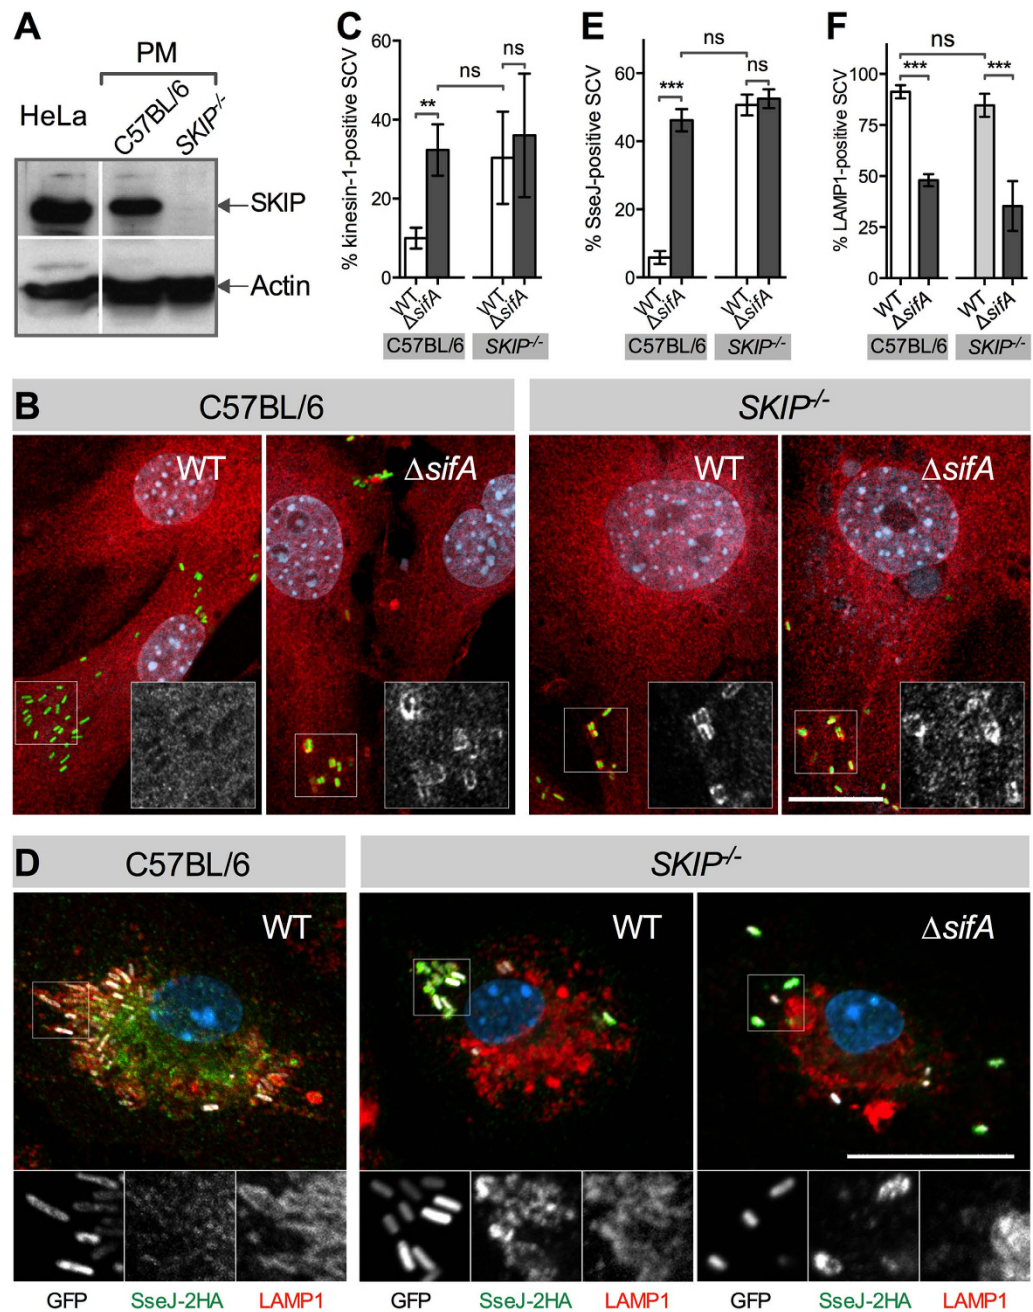 A
PM
HeLa
C57BL/6
SKIP-/-
SKIP
Actin
C
% kinesin-1-positive SCV
60
40
20
0
**
ns
ns
WT
ΔsifA
WT
ΔsifA
C57BL/6
SKIP-/-
E
% SseJ-positive SCV
60
40
20
0
***
ns
ns
WT
ΔsifA
WT
ΔsifA
C57BL/6
SKIP-/-
F
% LAMP1-positive SCV
100
75
50
25
0
***
ns
***
WT
ΔsifA
WT
ΔsifA
C57BL/6
SKIP-/-
B
C57BL/6
SKIP-/-
WT
ΔsifA
WT
ΔsifA
D
C57BL/6
SKIP-/-
WT
WT
ΔsifA
GFP SseJ-2HA LAMP1
GFP SseJ-2HA LAMP1
GFP SseJ-2HA LAMP1